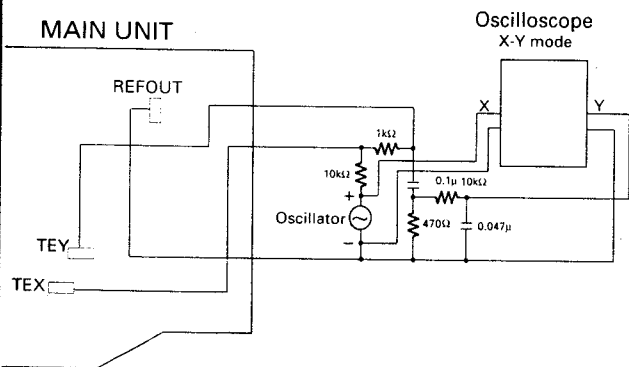 MAIN UNIT
Oscilloscope
X-Y mode
REFOUT
X
Y
1kΩ
10kΩ
0.1μ 10kΩ
+
Oscillator
470Ω
0.047μ
−
TEY
TEX